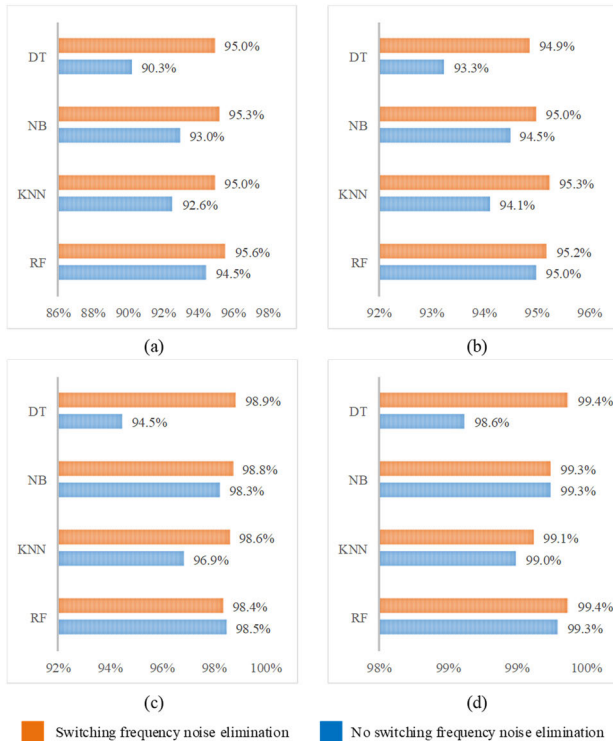 DT 95.0%
90.3%
NB 95.3%
93.0%
KNN 95.0%
92.6%
RF 95.6%
94.5%
86% 88% 90% 92% 94% 96% 98%
(a)
DT 94.9%
93.3%
NB 95.0%
94.5%
KNN 95.3%
94.1%
RF 95.2%
95.0%
92% 93% 94% 95% 96%
(b)
DT 98.9%
94.5%
NB 98.8%
98.3%
KNN 98.6%
96.9%
RF 98.4%
98.5%
92% 94% 96% 98% 100%
(c)
DT 99.4%
98.6%
NB 99.3%
99.3%
KNN 99.1%
99.0%
RF 99.4%
99.3%
98% 99% 99% 100%
(d)
Switching frequency noise elimination No switching frequency noise elimination